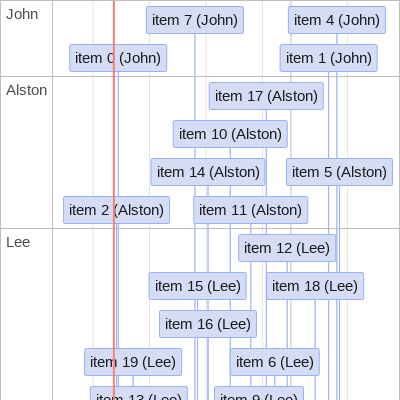 John
item 7 (John)
item 4 (John)
item 0 (John)
item 1 (John)
Alston
item 17 (Alston)
item 10 (Alston)
item 14 (Alston)
item 5 (Alston)
item 2 (Alston)
item 11 (Alston)
Lee
item 12 (Lee)
item 15 (Lee)
item 18 (Lee)
item 16 (Lee)
item 19 (Lee)
item 6 (Lee)
item 13 (Lee)
item 9 (Lee)